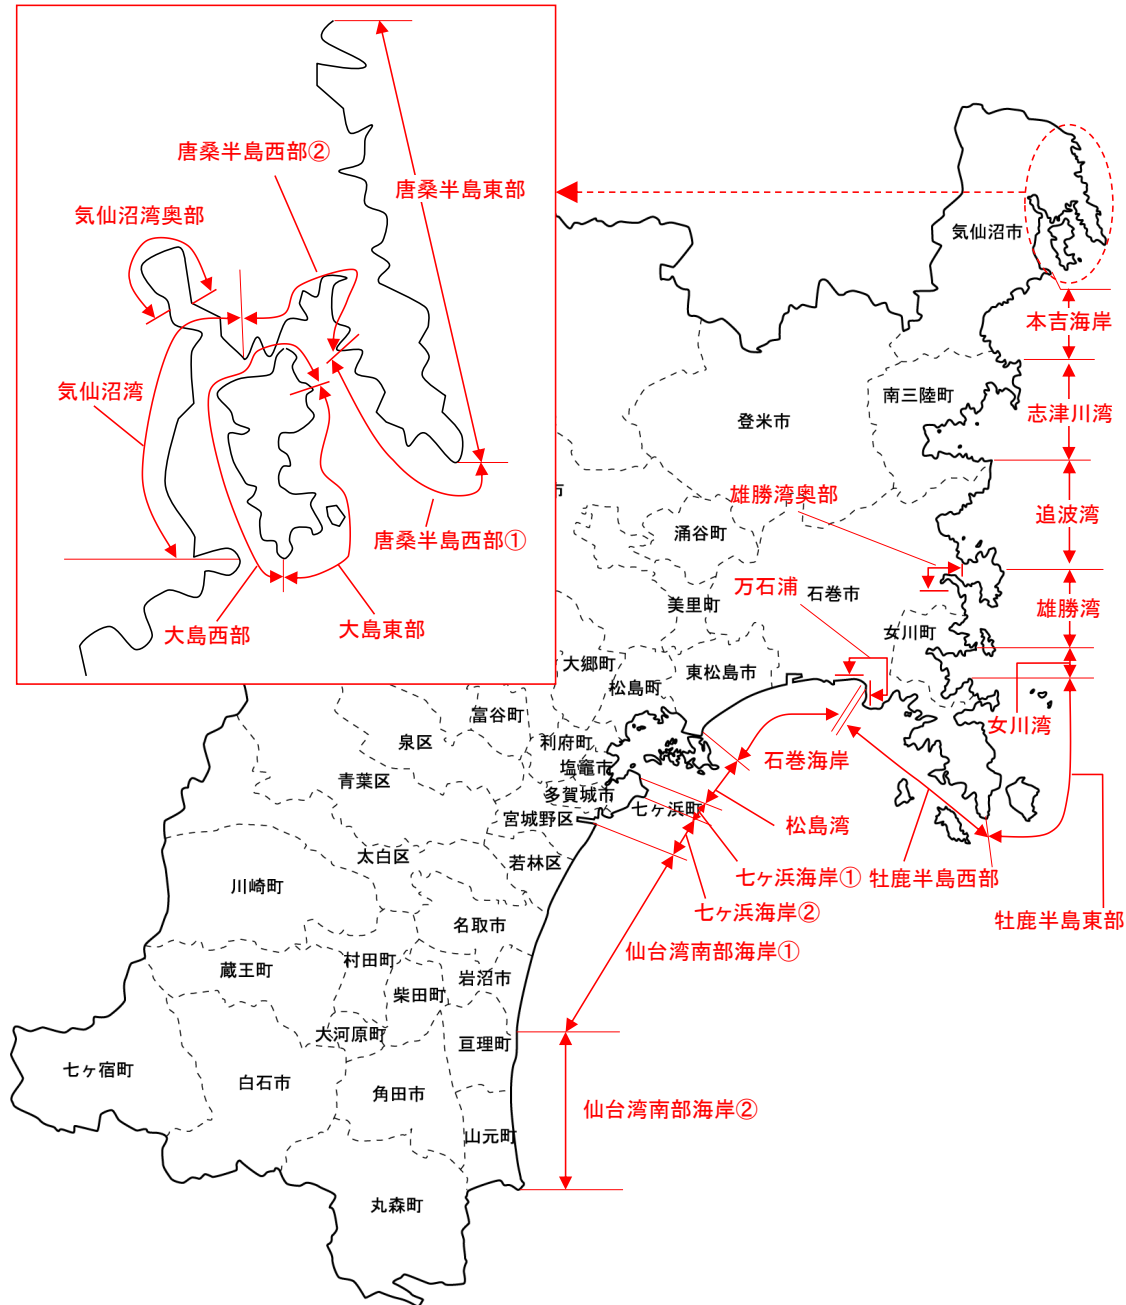 唐桑半島西部②
唐桑半島東部
気仙沼湾奥部
気仙沼湾
唐桑半島西部①
大島西部
大島東部
気仙沼市
本吉海岸
南三陸町
志津川湾
登米市
市
雄勝湾奥部
追波湾
涌谷町
万石浦
石巻市
美里町
雄勝湾
女川町
大郷町
東松島市
松島町
富谷町
女川湾
泉区
利府町
石巻海岸
塩竈市
青葉区
多賀城市
七ヶ浜町
宮城野区
松島湾
太白区
若林区
七ヶ浜海岸①
牡鹿半島西部
川崎町
七ヶ浜海岸②
牡鹿半島東部
名取市
仙台湾南部海岸①
村田町
蔵王町
岩沼市
柴田町
大河原町
亘理町
七ヶ宿町
白石市
角田市
仙台湾南部海岸②
山元町
丸森町